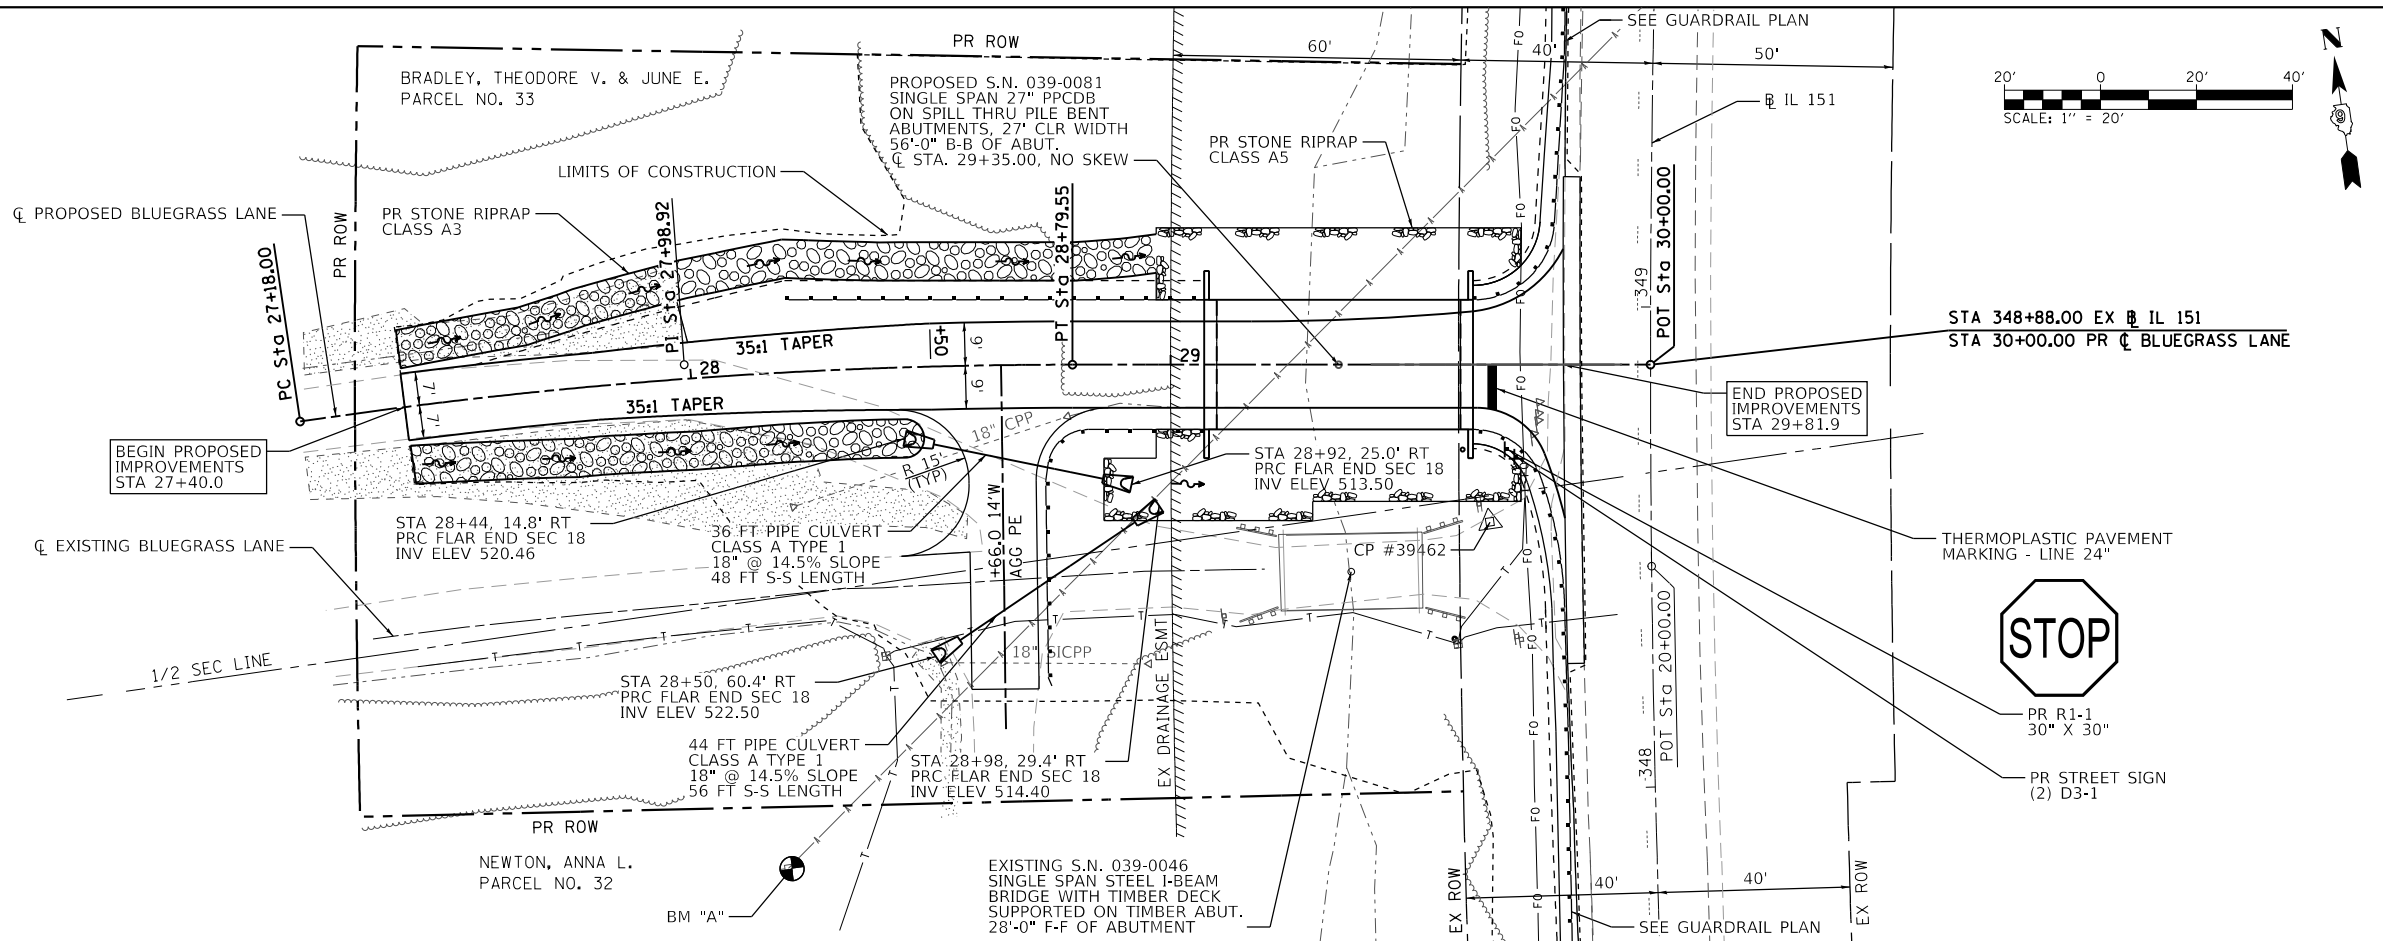 SEE GUARDRAIL PLAN
PR ROW
60'
40'
50'
N
BRADLEY, THEODORE V. & JUNE E.
PARCEL NO. 33
PROPOSED S.N. 039-0081
SINGLE SPAN 27" PPCDB
ON SPILL THRU PILE BENT
ABUTMENTS, 27' CLR WIDTH
56'-0" B-B OF ABUT.
℄ STA. 29+35.00, NO SKEW
20' 0 20' 40'
SCALE: 1'' = 20'
B IL 151
PR STONE RIPRAP
CLASS A5
LIMITS OF CONSTRUCTION
℄ PROPOSED BLUEGRASS LANE
PR ROW
PR STONE RIPRAP
CLASS A3
PC Sta 27+18.00
PI Sta 27+98.92
PT Sta 28+79.55
POT Sta 30+00.00
349
FO
FO
FO
FO
STA 348+88.00 EX B IL 151
STA 30+00.00 PR ℄ BLUEGRASS LANE
35:1 TAPER
+50
9'
9'
28
29
7'
7'
35:1 TAPER
END PROPOSED
IMPROVEMENTS
STA 29+81.9
BEGIN PROPOSED
IMPROVEMENTS
STA 27+40.0
18" CPP
R 15'
(TYP)
STA 28+92, 25.0' RT
PRC FLAR END SEC 18
INV ELEV 513.50
STA 28+44, 14.8' RT
PRC FLAR END SEC 18
INV ELEV 520.46
36 FT PIPE CULVERT
CLASS A TYPE 1
18" @ 14.5% SLOPE
48 FT S-S LENGTH
+66.0 14'W
AGG PE
CP #39462
THERMOPLASTIC PAVEMENT
MARKING - LINE 24"
℄ EXISTING BLUEGRASS LANE
STOP
1/2 SEC LINE
T
T
T
T
T
T
T
18" SICPP
FO
FO
FO
FO
STA 28+50, 60.4' RT
PRC FLAR END SEC 18
INV ELEV 522.50
EX DRAINAGE ESMT
POT Sta 20+00.00
348
PR R1-1
30" X 30"
44 FT PIPE CULVERT
CLASS A TYPE 1
18" @ 14.5% SLOPE
56 FT S-S LENGTH
STA 28+98, 29.4' RT
PRC FLAR END SEC 18
INV ELEV 514.40
PR STREET SIGN
(2) D3-1
PR ROW
NEWTON, ANNA L.
PARCEL NO. 32
BM "A"
EXISTING S.N. 039-0046
SINGLE SPAN STEEL I-BEAM
BRIDGE WITH TIMBER DECK
SUPPORTED ON TIMBER ABUT.
28'-0" F-F OF ABUTMENT
EX ROW
40'
40'
EX ROW
SEE GUARDRAIL PLAN